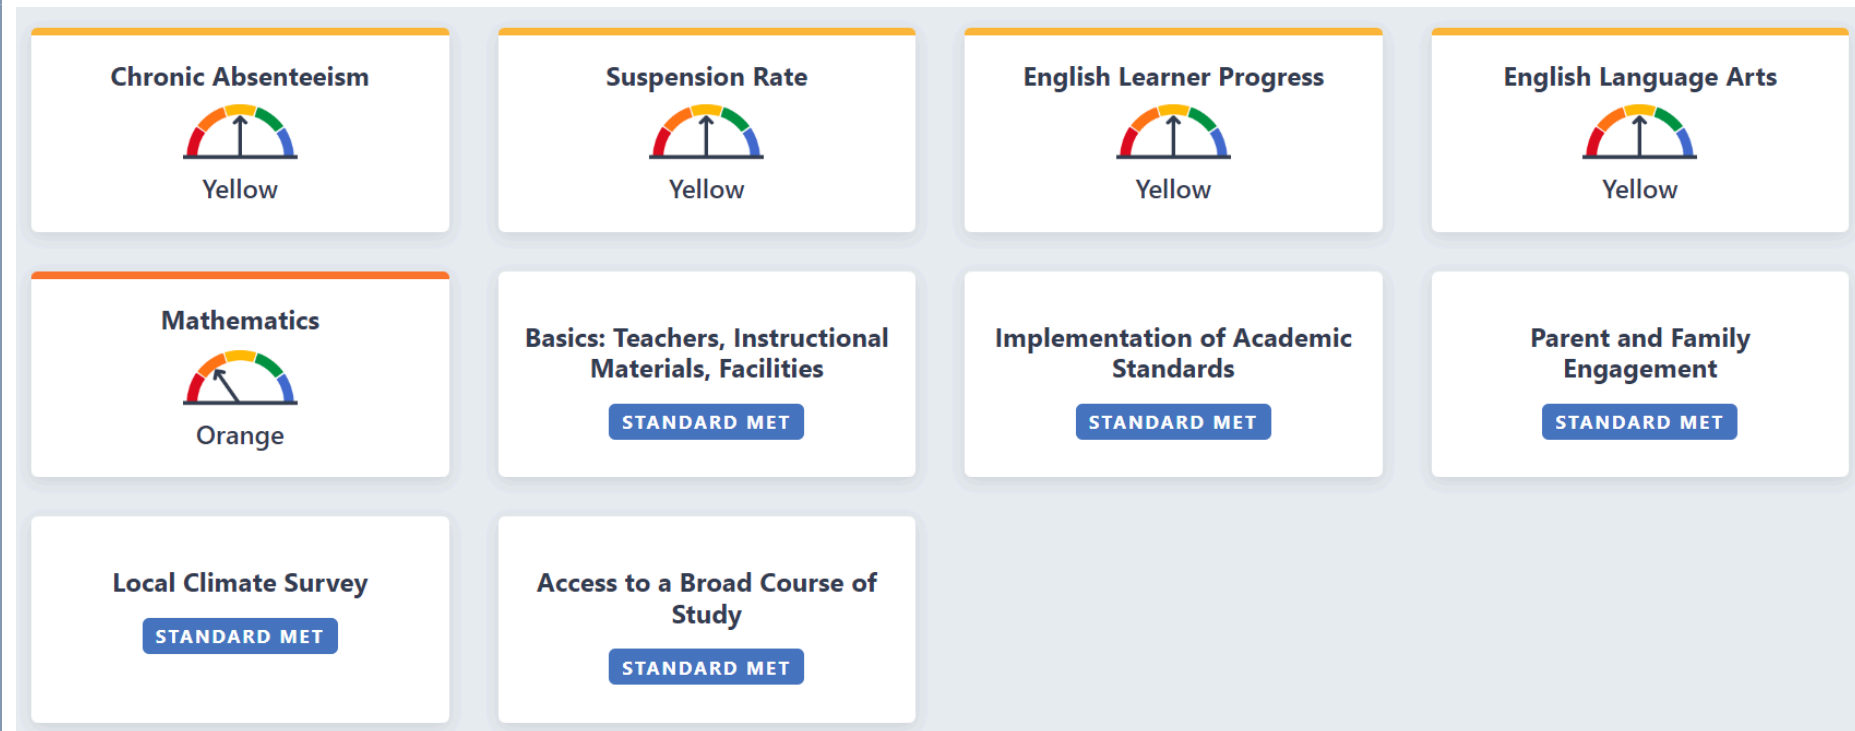 Chronic Absenteeism
Yellow
Suspension Rate
Yellow
English Learner Progress
Yellow
English Language Arts
Yellow
Mathematics
Orange
Basics: Teachers, Instructional
Materials, Facilities
STANDARD MET
Implementation of Academic
Standards
STANDARD MET
Parent and Family
Engagement
STANDARD MET
Local Climate Survey
STANDARD MET
Access to a Broad Course of
Study
STANDARD MET